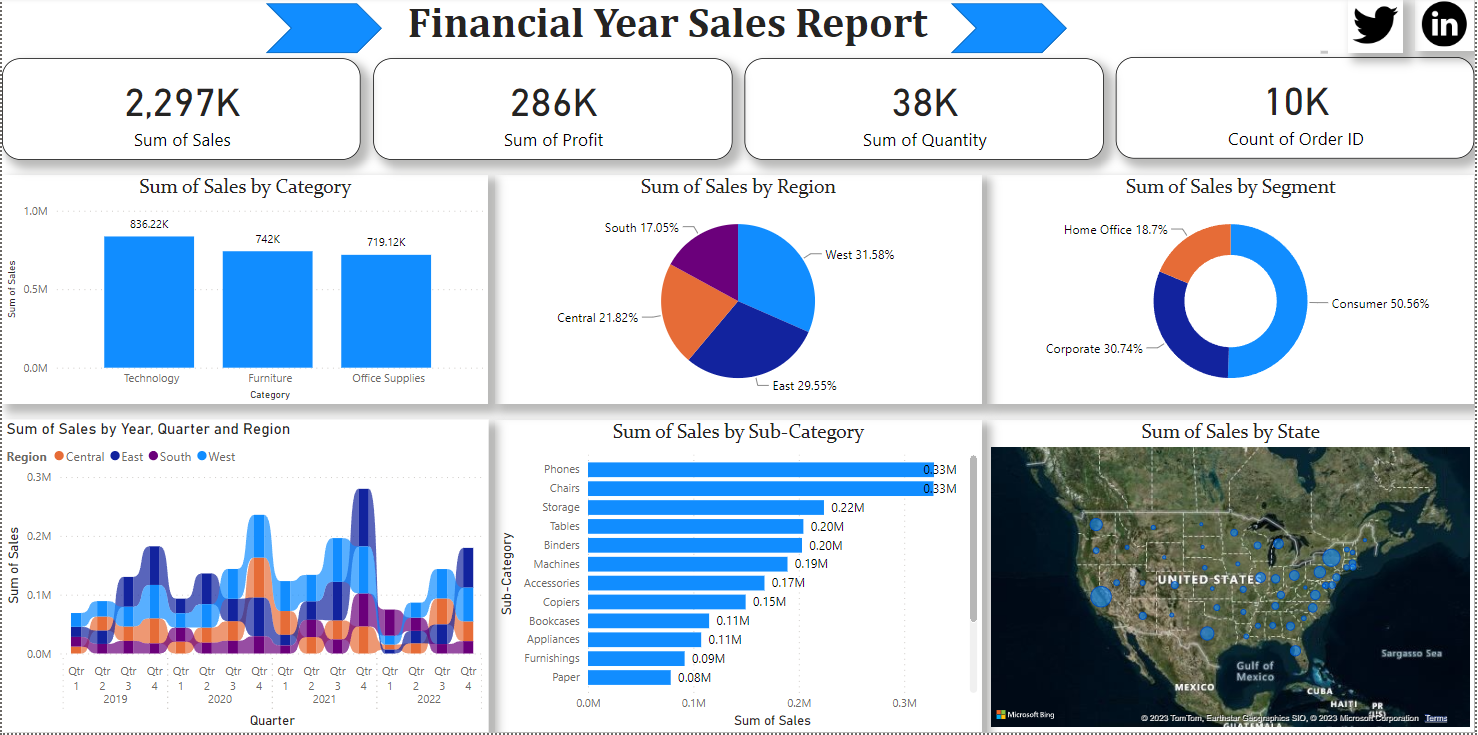 Financial Year Sales Report
in
2,297K
Sum of Sales
286K
Sum of Profit
38K
Sum of Quantity
10K
Count of Order ID
Sum of Sales by Category
1.0M
0.5M
0.0M
Sum of Sales
836.22K
742K
719.12K
Technology
Furniture
Office Supplies
Category
Sum of Sales by Region
South 17.05%
West 31.58%
Central 21.82%
East 29.55%
Sum of Sales by Segment
Home Office 18.7%
Consumer 50.56%
Corporate 30.74%
Sum of Sales by Year, Quarter and Region
Region Central East South West
0.3M
0.2M
0.1M
0.0M
Sum of Sales
Qtr 1
Qtr 2
Qtr 3
Qtr 4
Qtr 1
Qtr 2
Qtr 3
Qtr 4
Qtr 1
Qtr 2
Qtr 3
Qtr 4
Qtr 1
Qtr 2
Qtr 3
Qtr 4
2019
2020
2021
2022
Quarter
Sum of Sales by Sub-Category
Sub-Category
Phones 0.33M
Chairs 0.33M
Storage 0.22M
Tables 0.20M
Binders 0.20M
Machines 0.19M
Accessories 0.17M
Copiers 0.15M
Bookcases 0.11M
Appliances 0.11M
Furnishings 0.09M
Paper 0.08M
0.0M
0.1M
0.2M
0.3M
Sum of Sales
Sum of Sales by State
UNITED STATES
Gulf of
Mexico
Sargasso Sea
MEXICO
CUBA
HAITI
PR
(US)
GUATEMALA
Microsoft Bing
© 2023 TomTom, Earthstar Geographics SIO, © 2023 Microsoft Corporation Terms